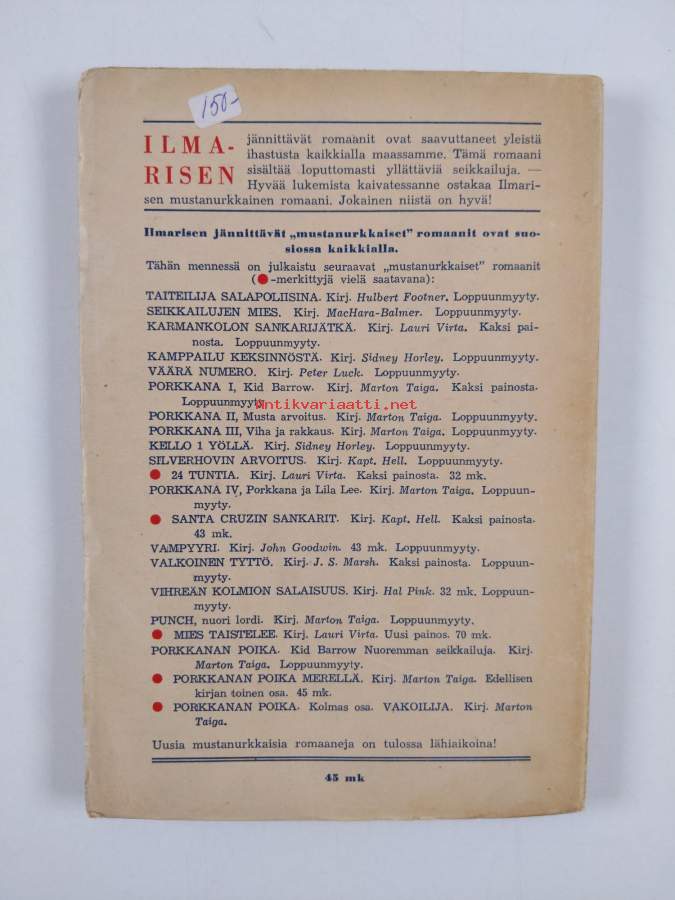 150-
ILMA-
RISEN
jännittävät romaanit ovat saavuttaneet yleistä
ihastusta kaikkialla maassamme. Tämä romaani
sisältää loputtomasti yllättäviä seikkailuja. —
Hyvää lukemista kaivatessanne ostakaa Ilmari-
sen mustanurkkainen romaani. Jokainen niistä on hyvä!
Ilmarisen jännittävät „mustanurkkaiset" romaanit ovat suo-
siossa kaikkialla.
Tähän mennessä on julkaistu seuraavat „mustanurkkaiset" romaanit
(●-merkittyjä vielä saatavana):
TAITEILIJA SALAPOLIISINA. Kirj. Hulbert Footner. Loppuunmyyty.
SEIKKAILUJEN MIES. Kirj. MacHara-Balmer. Loppuunmyyty.
KARMANKOLON SANKARIJÄTKÄ. Kirj. Lauri Virta. Kaksi pai-
nosta. Loppuunmyyty.
KAMPPAILU KEKSINNÖSTÄ. Kirj. Sidney Horley. Loppuunmyyty.
VÄÄRÄ NUMERO. Kirj. Peter Luck. Loppuunmyyty.
PORKKANA I, Kid Barrow. Kirj. Marton Taiga. Kaksi painosta.
Loppuunmyyty.
antikvariaatti.net
PORKKANA II, Musta arvoitus. Kirj. Marton Taiga. Loppuunmyyty.
PORKKANA III, Viha ja rakkaus. Kirj. Marton Taiga. Loppuunmyyty.
KELLO 1 YÖLLÄ. Kirj. Sidney Horley. Loppuunmyyty.
SILVERHOVIN ARVOITUS. Kirj. Kapt. Hell. Loppuunmyyty.
● 24 TUNTIA. Kirj. Lauri Virta. Kaksi painosta. 32 mk.
PORKKANA IV, Porkkana ja Lila Lee. Kirj. Marton Taiga. Loppuun-
myyty.
● SANTA CRUZIN SANKARIT. Kirj. Kapt. Hell. Kaksi painosta.
43 mk.
VAMPYYRI. Kirj. John Goodwin. 43 mk. Loppuunmyyty.
VALKOINEN TYTTÖ. Kirj. J. S. Marsh. Kaksi painosta. Loppuun-
myyty.
VIHREÄN KOLMION SALAISUUS. Kirj. Hal Pink. 32 mk. Loppuun-
myyty.
PUNCH, nuori lordi. Kirj. Marton Taiga. Loppuunmyyty.
● MIES TAISTELEE. Kirj. Lauri Virta. Uusi painos. 70 mk.
PORKKANAN POIKA. Kid Barrow Nuoremman seikkailuja. Kirj.
Marton Taiga. Loppuunmyyty.
● PORKKANAN POIKA MERELLÄ. Kirj. Marton Taiga. Edellisen
kirjan toinen osa. 45 mk.
● PORKKANAN POIKA. Kolmas osa. VAKOILIJA. Kirj. Marton
Taiga.
Uusia mustanurkkaisia romaaneja on tulossa lähiaikoina!
45 mk